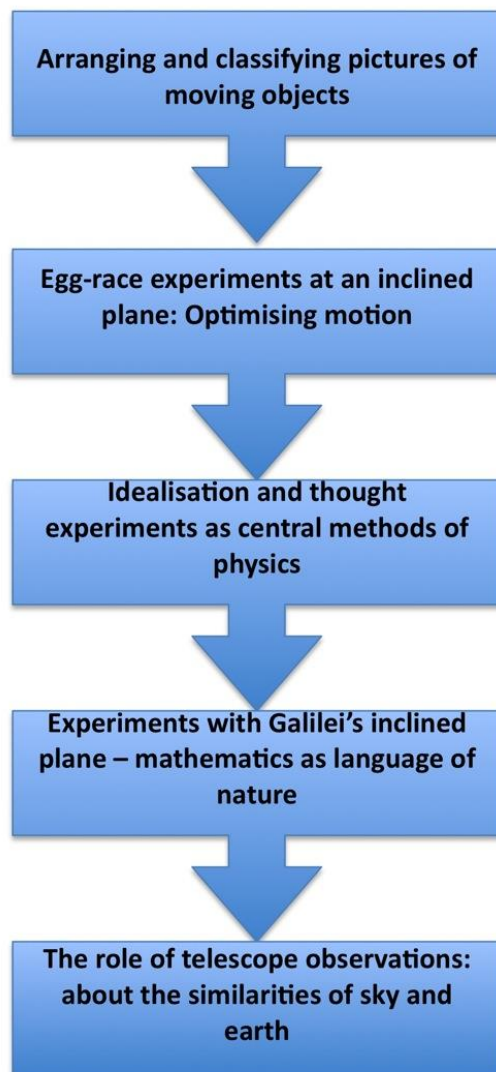 Arranging and classifying pictures of
moving objects
Egg-race experiments at an inclined
plane: Optimising motion
Idealisation and thought
experiments as central methods of
physics
Experiments with Galilei’s inclined
plane – mathematics as language of
nature
The role of telescope observations:
about the similarities of sky and
earth